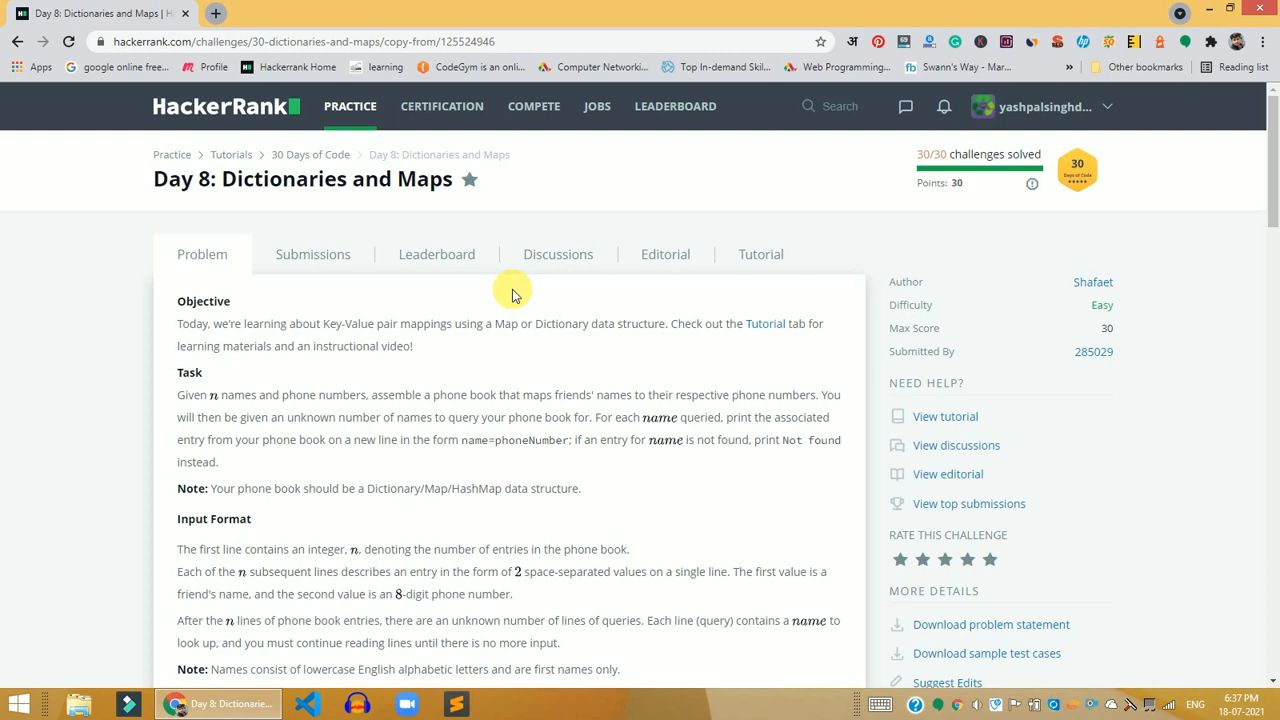 Day 8: Dictionaries and Maps | H
hackerrank.com/challenges/30-dictionaries-and-maps/copy-from/125524946
Apps google online free... Profile Hackerrank Home learning CodeGym is an onli... Computer Networki... Top In-demand Skil... Web Programming... Swann's Way - Mar... » Other bookmarks Reading list
HackerRank PRACTICE CERTIFICATION COMPETE JOBS LEADERBOARD Search yashpalsinghd...
Practice > Tutorials > 30 Days of Code > Day 8: Dictionaries and Maps
Day 8: Dictionaries and Maps
30/30 challenges solved
Points: 30
30
Days of Code
Problem Submissions Leaderboard Discussions Editorial Tutorial
Objective
Today, we're learning about Key-Value pair mappings using a Map or Dictionary data structure. Check out the Tutorial tab for
learning materials and an instructional video!
Task
Given n names and phone numbers, assemble a phone book that maps friends' names to their respective phone numbers. You
will then be given an unknown number of names to query your phone book for. For each name queried, print the associated
entry from your phone book on a new line in the form name=phoneNumber; if an entry for name is not found, print Not found
instead.
Note: Your phone book should be a Dictionary/Map/HashMap data structure.
Input Format
The first line contains an integer, n, denoting the number of entries in the phone book.
Each of the n subsequent lines describes an entry in the form of 2 space-separated values on a single line. The first value is a
friend's name, and the second value is an 8-digit phone number.
After the n lines of phone book entries, there are an unknown number of lines of queries. Each line (query) contains a name to
look up, and you must continue reading lines until there is no more input.
Note: Names consist of lowercase English alphabetic letters and are first names only.
Author Shafaet
Difficulty Easy
Max Score 30
Submitted By 285029
NEED HELP?
View tutorial
View discussions
View editorial
View top submissions
RATE THIS CHALLENGE
MORE DETAILS
Download problem statement
Download sample test cases
Suggest Edits
Day 8: Dictionarie...
ENG
6:37 PM
18-07-2021